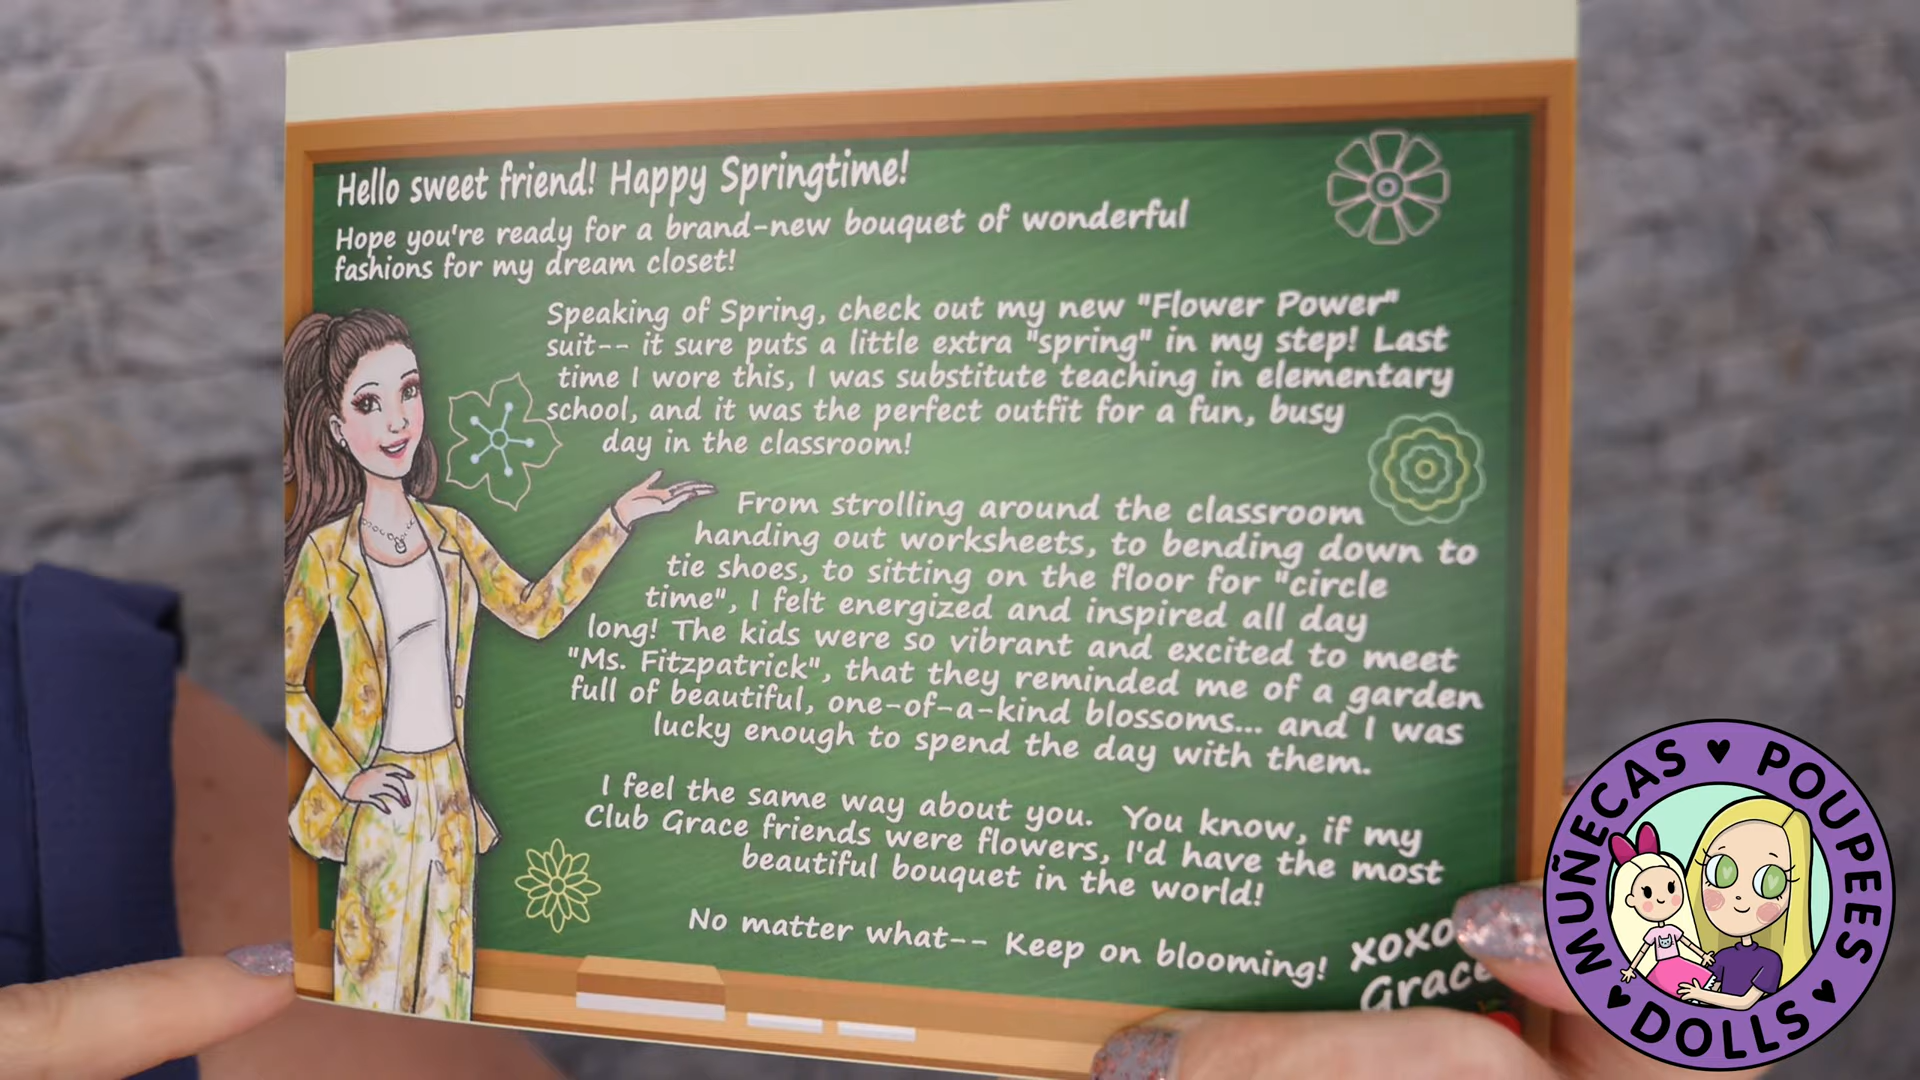 Hello sweet friend! Happy Springtime!
Hope you're ready for a brand-new bouquet of wonderful
fashions for my dream closet!
Speaking of Spring, check out my new "Flower Power"
suit-- it sure puts a little extra "spring" in my step! Last
time I wore this, I was substitute teaching in elementary
school, and it was the perfect outfit for a fun, busy
day in the classroom!
From strolling around the classroom
handing out worksheets, to bending down to
tie shoes, to sitting on the floor for "circle
time", I felt energized and inspired all day
long! The kids were so vibrant and excited to meet
"Ms. Fitzpatrick", that they reminded me of a garden
full of beautiful, one-of-a-kind blossoms... and I was
lucky enough to spend the day with them.
I feel the same way about you. You know, if my
Club Grace friends were flowers, I'd have the most
beautiful bouquet in the world!
No matter what-- Keep on blooming!
xoxo
Grace
MUÑECAS ♥ POUPEES ♥ DOLLS ♥